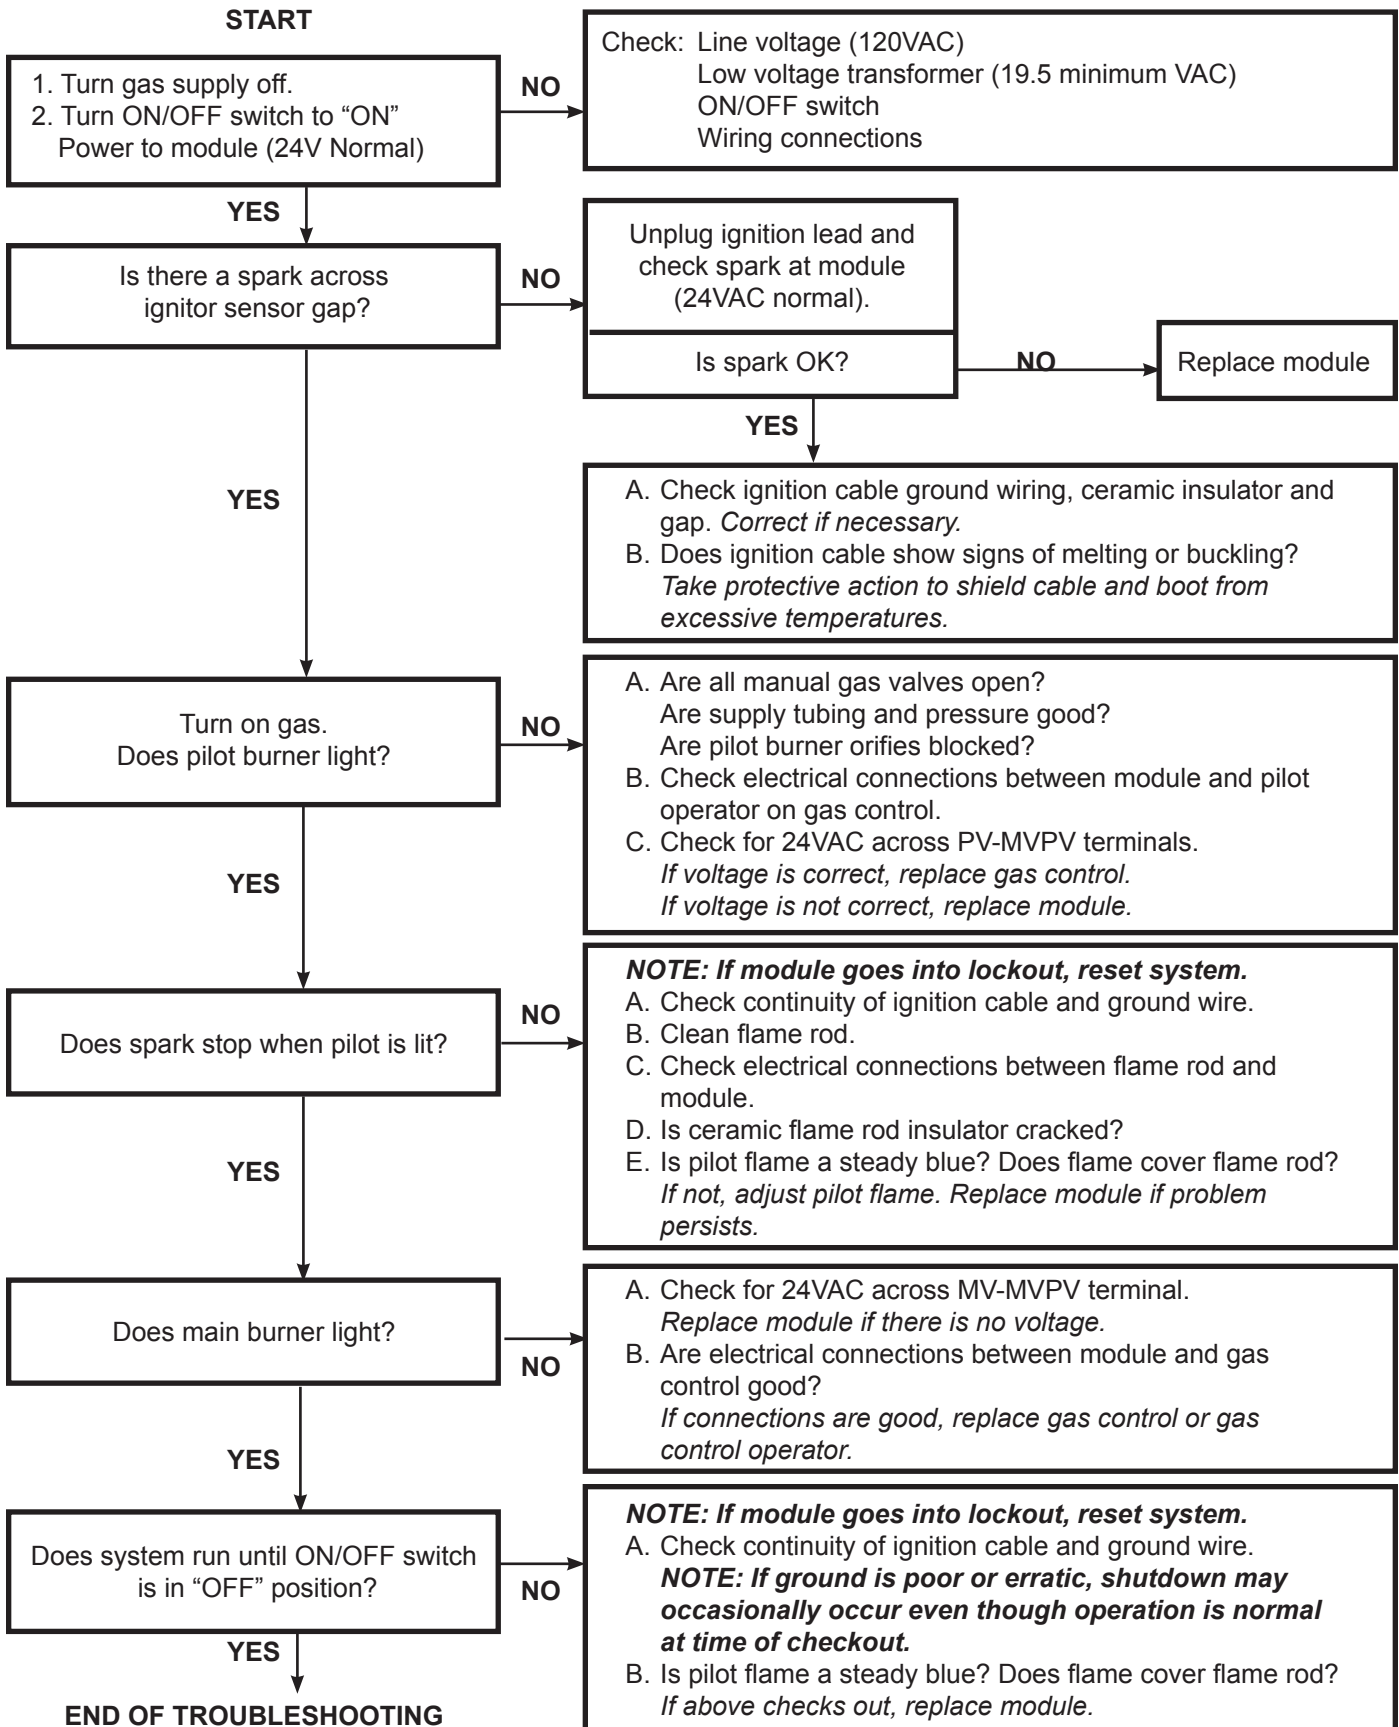 START
1. Turn gas supply off.
2. Turn ON/OFF switch to “ON”
Power to module (24V Normal)
NO
Check: Line voltage (120VAC)
Low voltage transformer (19.5 minimum VAC)
ON/OFF switch
Wiring connections
YES
Is there a spark across
ignitor sensor gap?
NO
Unplug ignition lead and
check spark at module
(24VAC normal).
Is spark OK?
NO
Replace module
YES
A. Check ignition cable ground wiring, ceramic insulator and
gap. Correct if necessary.
B. Does ignition cable show signs of melting or buckling?
Take protective action to shield cable and boot from
excessive temperatures.
YES
Turn on gas.
Does pilot burner light?
NO
A. Are all manual gas valves open?
Are supply tubing and pressure good?
Are pilot burner orifies blocked?
B. Check electrical connections between module and pilot
operator on gas control.
C. Check for 24VAC across PV-MVPV terminals.
If voltage is correct, replace gas control.
If voltage is not correct, replace module.
YES
Does spark stop when pilot is lit?
NO
NOTE: If module goes into lockout, reset system.
A. Check continuity of ignition cable and ground wire.
B. Clean flame rod.
C. Check electrical connections between flame rod and
module.
D. Is ceramic flame rod insulator cracked?
E. Is pilot flame a steady blue? Does flame cover flame rod?
If not, adjust pilot flame. Replace module if problem
persists.
YES
Does main burner light?
NO
A. Check for 24VAC across MV-MVPV terminal.
Replace module if there is no voltage.
B. Are electrical connections between module and gas
control good?
If connections are good, replace gas control or gas
control operator.
YES
Does system run until ON/OFF switch
is in “OFF” position?
NO
NOTE: If module goes into lockout, reset system.
A. Check continuity of ignition cable and ground wire.
NOTE: If ground is poor or erratic, shutdown may
occasionally occur even though operation is normal
at time of checkout.
B. Is pilot flame a steady blue? Does flame cover flame rod?
If above checks out, replace module.
YES
END OF TROUBLESHOOTING